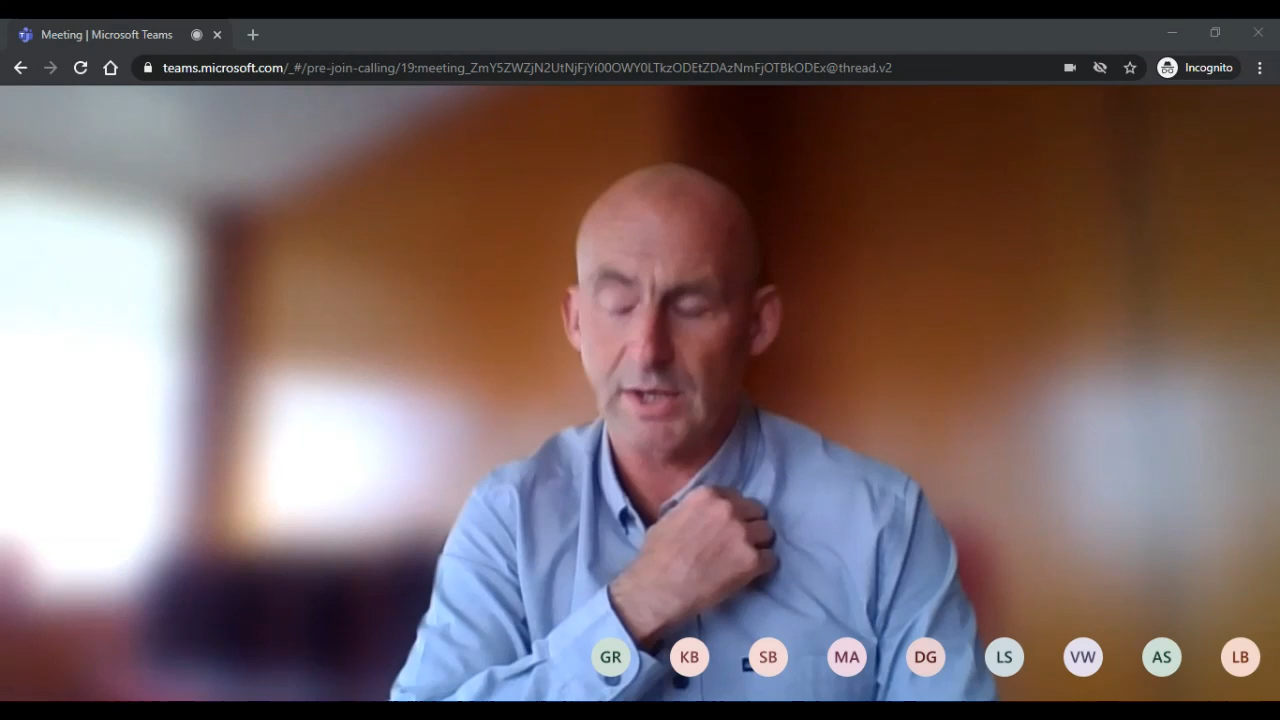 Meeting | Microsoft Teams
teams.microsoft.com/_#/pre-join-calling/19:meeting_ZmY5ZWZjN2UtNjFjYi00OWY0LTkzODEtZDAzNmFjOTBkODEx@thread.v2
Incognito
GR KB SB MA DG LS VW AS LB